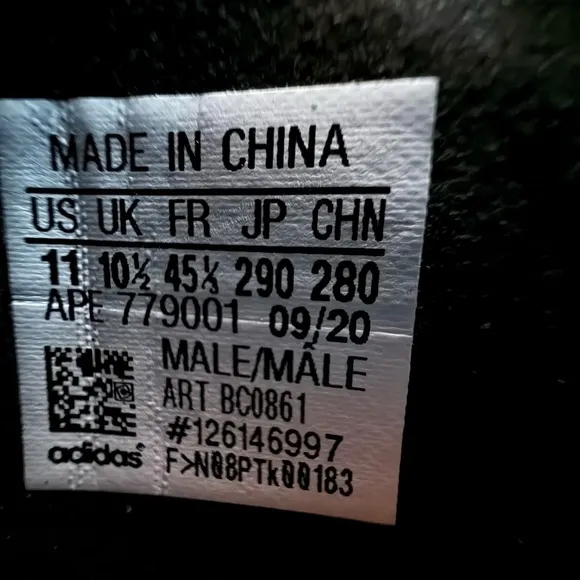 MADE IN CHINA
US UK FR JP CHN
11 10½ 45⅓ 290 280
APE 779001 09/20
MALE/MÂLE
ART BC0861
#126146997
adidas F>N08PTk00183